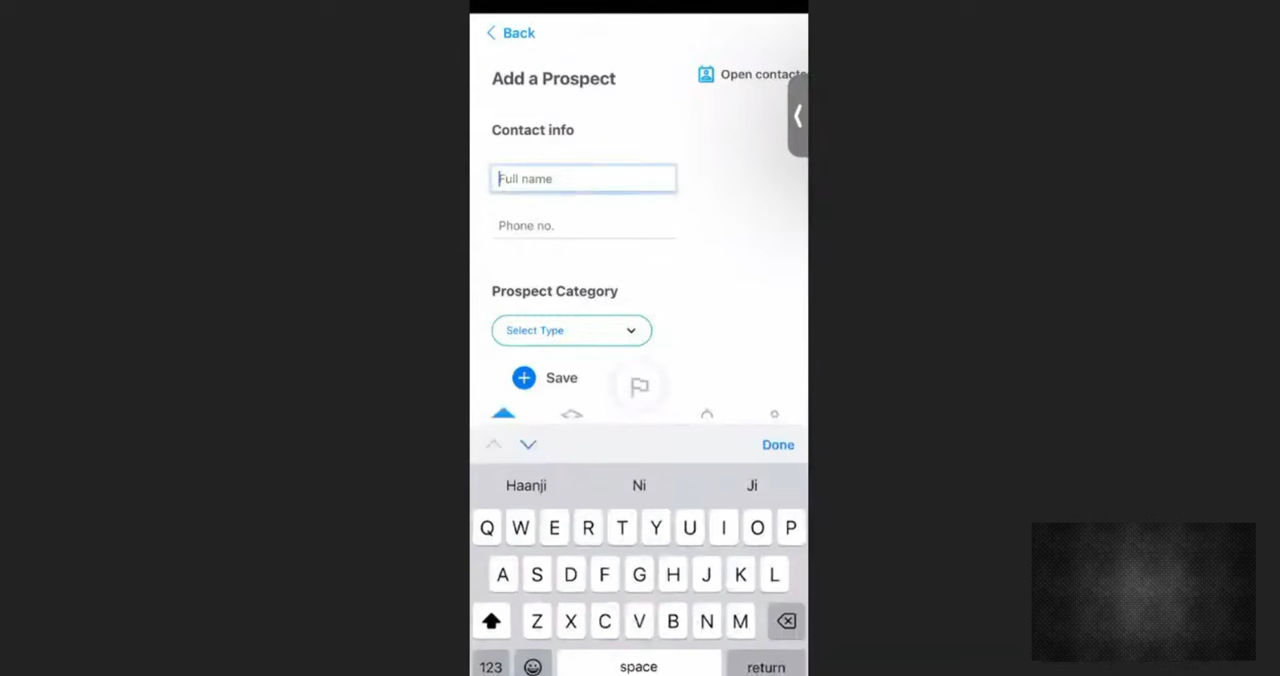 Back
Add a Prospect
Open contacts
Contact info
Full name
Phone no.
Prospect Category
Select Type
Save
Done
Haanji Ni Ji
Q W E R T Y U I O P
A S D F G H J K L
Z X C V B N M
123 space return